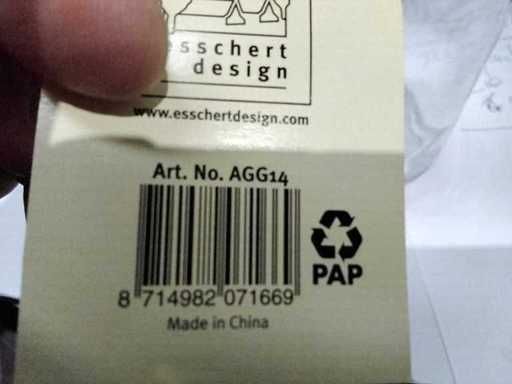 esschert
design
www.esschertdesign.com
Art. No. AGG14
8 714982 071669
PAP
Made in China